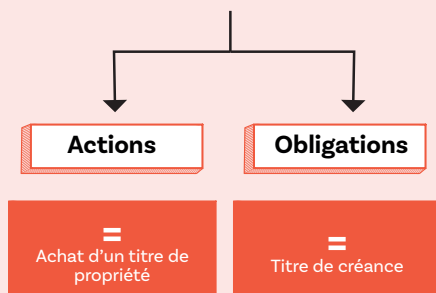 Actions
Obligations
=
Achat d'un titre de
propriété
=
Titre de créance